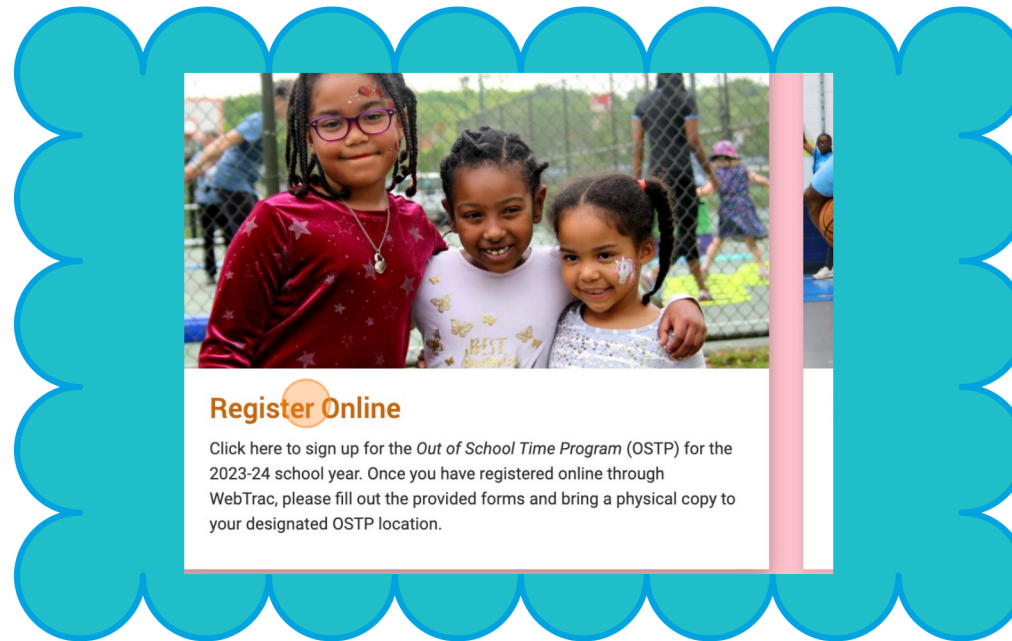 BEST
Register Online
Click here to sign up for the Out of School Time Program (OSTP) for the
2023-24 school year. Once you have registered online through
WebTrac, please fill out the provided forms and bring a physical copy to
your designated OSTP location.